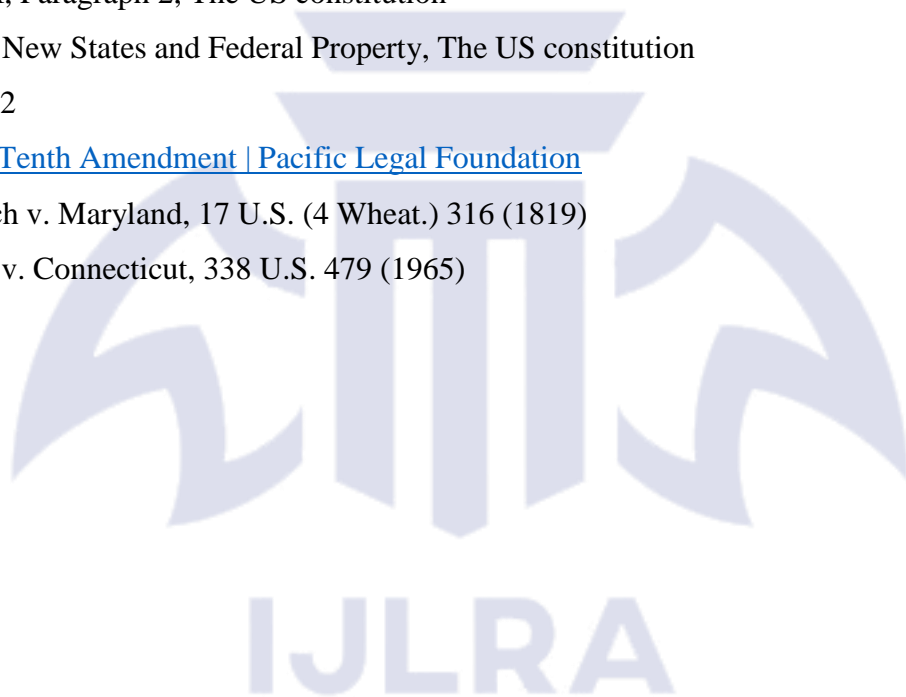 Paragraph 2, The US constitution
New States and Federal Property, The US constitution
2
Tenth Amendment | Pacific Legal Foundation
v. Maryland, 17 U.S. (4 Wheat.) 316 (1819)
v. Connecticut, 338 U.S. 479 (1965)
IJLRA